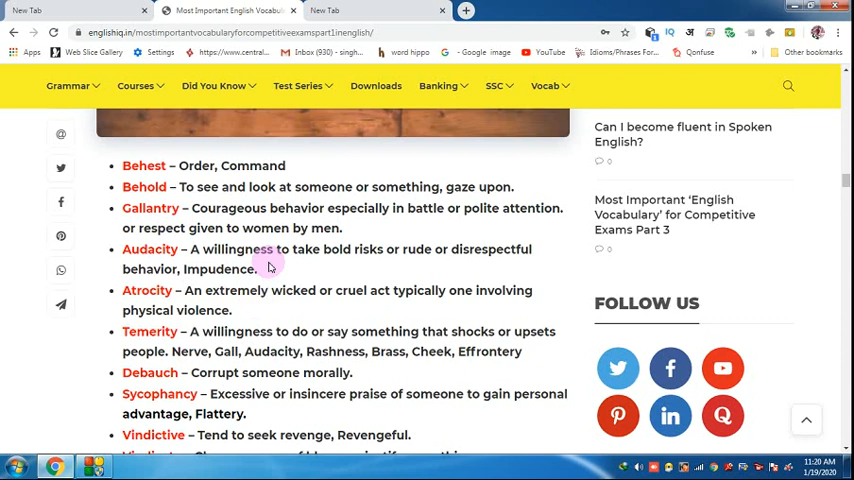 New Tab
Most Important English Vocabul
New Tab
englishiq.in/mostimportantvocabularyforcompetitiveexamspart1inenglish/
Apps
Web Slice Gallery
Settings
https://www.central...
Inbox (930) - singh...
word hippo
- Google image
YouTube
Idioms/Phrases For...
Qonfuse
Other bookmarks
Grammar
Courses
Did You Know
Test Series
Downloads
Banking
SSC
Vocab
Can I become fluent in Spoken
English?
0
Most Important ‘English
Vocabulary’ for Competitive
Exams Part 3
0
FOLLOW US
• Behest – Order, Command
• Behold – To see and look at someone or something, gaze upon.
• Gallantry – Courageous behavior especially in battle or polite attention.
or respect given to women by men.
• Audacity – A willingness to take bold risks or rude or disrespectful
behavior, Impudence.
• Atrocity – An extremely wicked or cruel act typically one involving
physical violence.
• Temerity – A willingness to do or say something that shocks or upsets
people. Nerve, Gall, Audacity, Rashness, Brass, Cheek, Effrontery
• Debauch – Corrupt someone morally.
• Sycophancy – Excessive or insincere praise of someone to gain personal
advantage, Flattery.
• Vindictive – Tend to seek revenge, Revengeful.
11:20 AM
1/19/2020